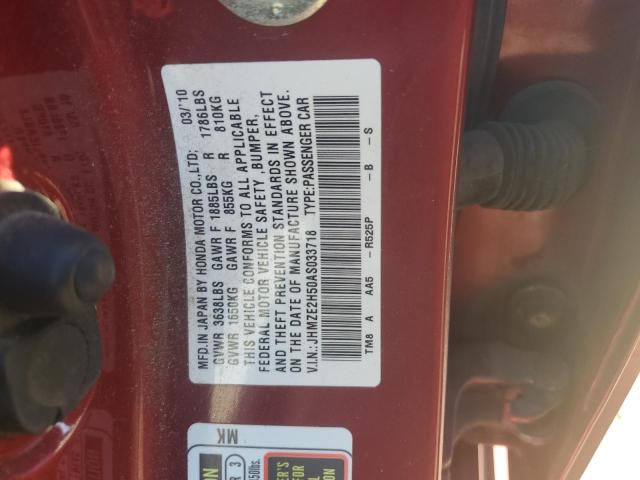 MFD.IN JAPAN BY HONDA MOTOR CO.,LTD; 03/'10
GVWR 3638LBS GAWR F 1885LBS R 1786LBS
GVWR 1650KG GAWR F 855KG R 810KG
THIS VEHICLE CONFORMS TO ALL APPLICABLE
FEDERAL MOTOR VEHICLE SAFETY ,BUMPER,
AND THEFT PREVENTION STANDARDS IN EFFECT
ON THE DATE OF MANUFACTURE SHOWN ABOVE.
V.I.N.:JHMZE2H50AS033718 TYPE:PASSENGER CAR
TM8 A AA5 -R525P -B -S
MK